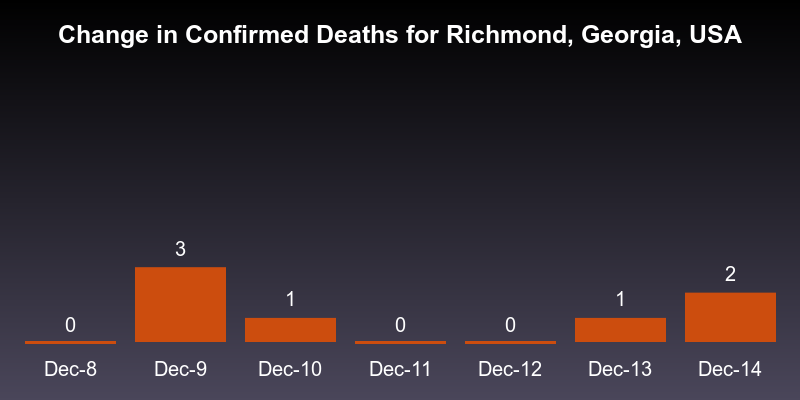 Change in Confirmed Deaths for Richmond, Georgia, USA
0 3 1 0 0 1 2
Dec-8 Dec-9 Dec-10 Dec-11 Dec-12 Dec-13 Dec-14